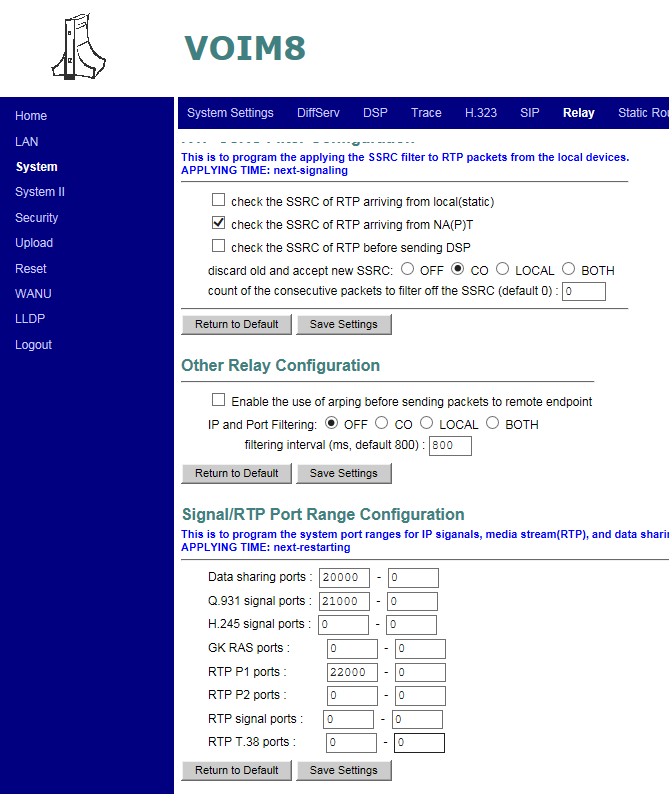 VOIM8
System Settings DiffServ DSP Trace H.323 SIP Relay Static Rou
Home
LAN
System
System II
Security
Upload
Reset
WANU
LLDP
Logout
This is to program the applying the SSRC filter to RTP packets from the local devices.
APPLYING TIME: next-signaling
check the SSRC of RTP arriving from local(static)
check the SSRC of RTP arriving from NA(P)T
check the SSRC of RTP before sending DSP
discard old and accept new SSRC: OFF CO LOCAL BOTH
count of the consecutive packets to filter off the SSRC (default 0) : 0
Return to Default Save Settings
Other Relay Configuration
Enable the use of arping before sending packets to remote endpoint
IP and Port Filtering: OFF CO LOCAL BOTH
filtering interval (ms, default 800) : 800
Return to Default Save Settings
Signal/RTP Port Range Configuration
This is to program the system port ranges for IP siganals, media stream(RTP), and data sharin
APPLYING TIME: next-restarting
Data sharing ports : 20000 - 0
Q.931 signal ports : 21000 - 0
H.245 signal ports : 0 - 0
GK RAS ports : 0 - 0
RTP P1 ports : 22000 - 0
RTP P2 ports : 0 - 0
RTP signal ports : 0 - 0
RTP T.38 ports : 0 - 0
Return to Default Save Settings